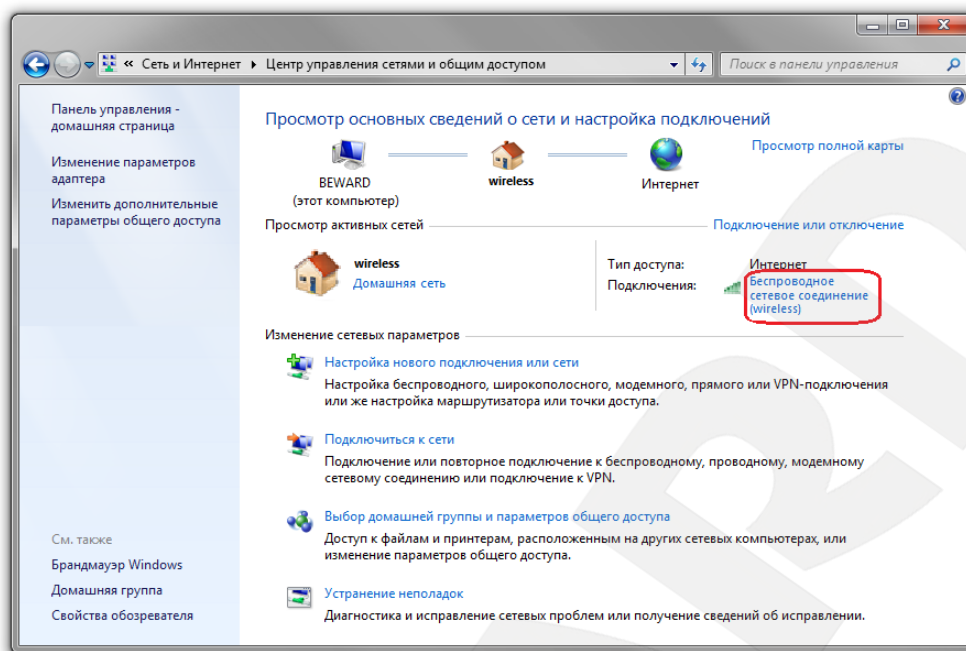 « Сеть и Интернет ▸ Центр управления сетями и общим доступом
Поиск в панели управления
Панель управления -
домашняя страница
Изменение параметров
адаптера
Изменить дополнительные
параметры общего доступа
См. также
Брандмауэр Windows
Домашняя группа
Свойства обозревателя
Просмотр основных сведений о сети и настройка подключений
Просмотр полной карты
BEWARD
(этот компьютер)
wireless
Интернет
Просмотр активных сетей
Подключение или отключение
wireless
Домашняя сеть
Тип доступа: Интернет
Подключения: Беспроводное
сетевое соединение
(wireless)
Изменение сетевых параметров
Настройка нового подключения или сети
Настройка беспроводного, широкополосного, модемного, прямого или VPN-подключения
или же настройка маршрутизатора или точки доступа.
Подключиться к сети
Подключение или повторное подключение к беспроводному, проводному, модемному
сетевому соединению или подключение к VPN.
Выбор домашней группы и параметров общего доступа
Доступ к файлам и принтерам, расположенным на других сетевых компьютерах, или
изменение параметров общего доступа.
Устранение неполадок
Диагностика и исправление сетевых проблем или получение сведений об исправлении.